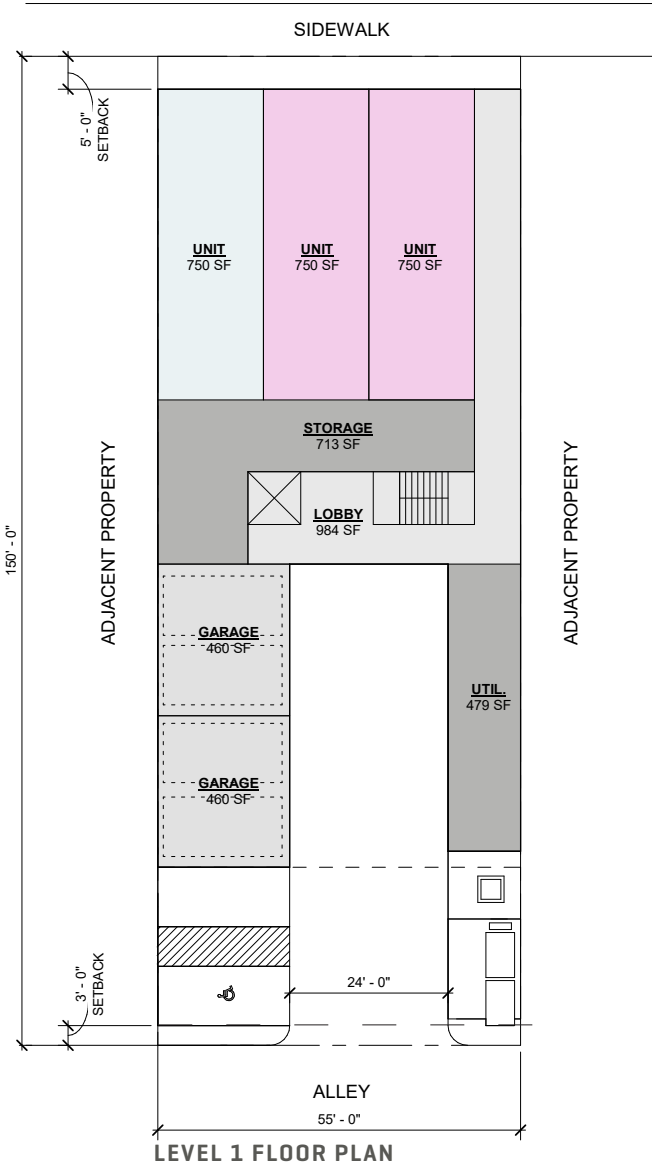 SIDEWALK
5' - 0"
SETBACK
UNIT
750 SF
UNIT
750 SF
UNIT
750 SF
STORAGE
713 SF
LOBBY
984 SF
ADJACENT PROPERTY
ADJACENT PROPERTY
150' - 0"
GARAGE
460 SF
UTIL.
479 SF
GARAGE
460 SF
24' - 0"
3' - 0"
SETBACK
ALLEY
55' - 0"
LEVEL 1 FLOOR PLAN